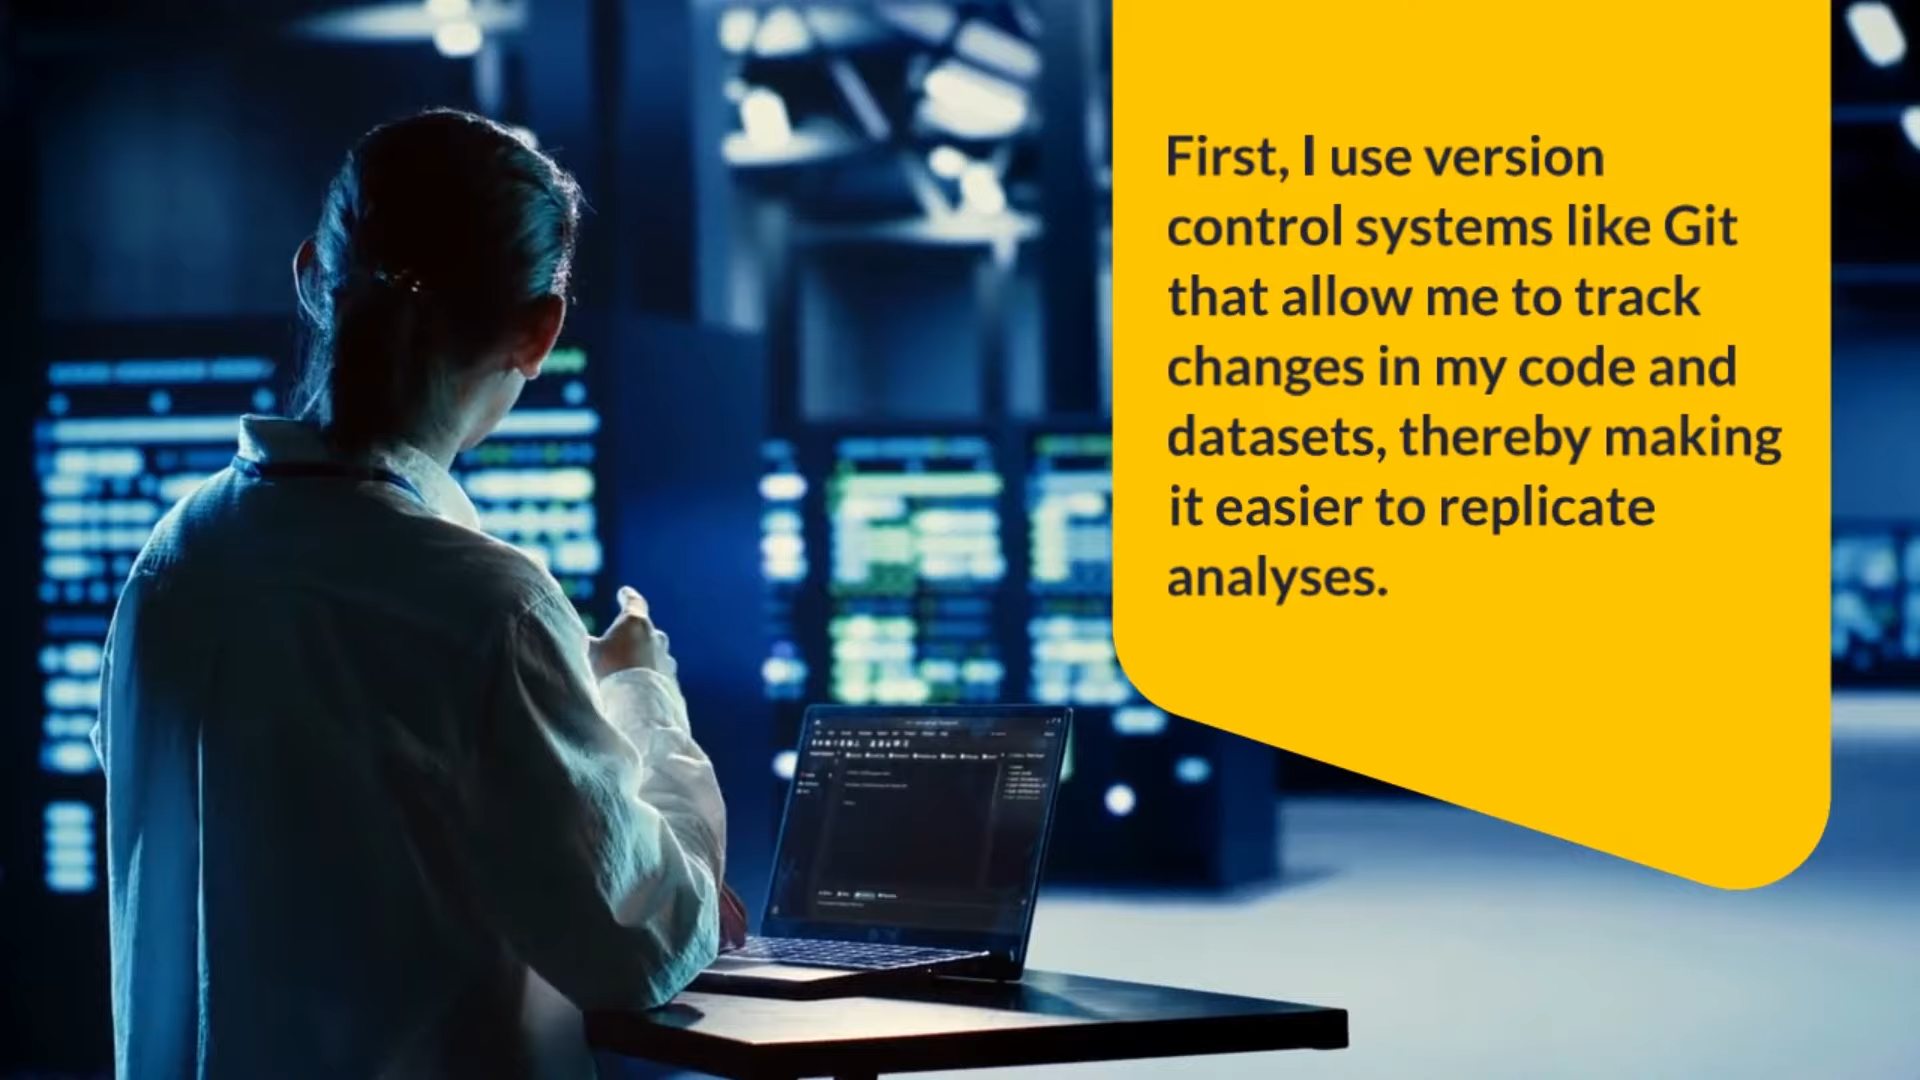 First, I use version
control systems like Git
that allow me to track
changes in my code and
datasets, thereby making
it easier to replicate
analyses.